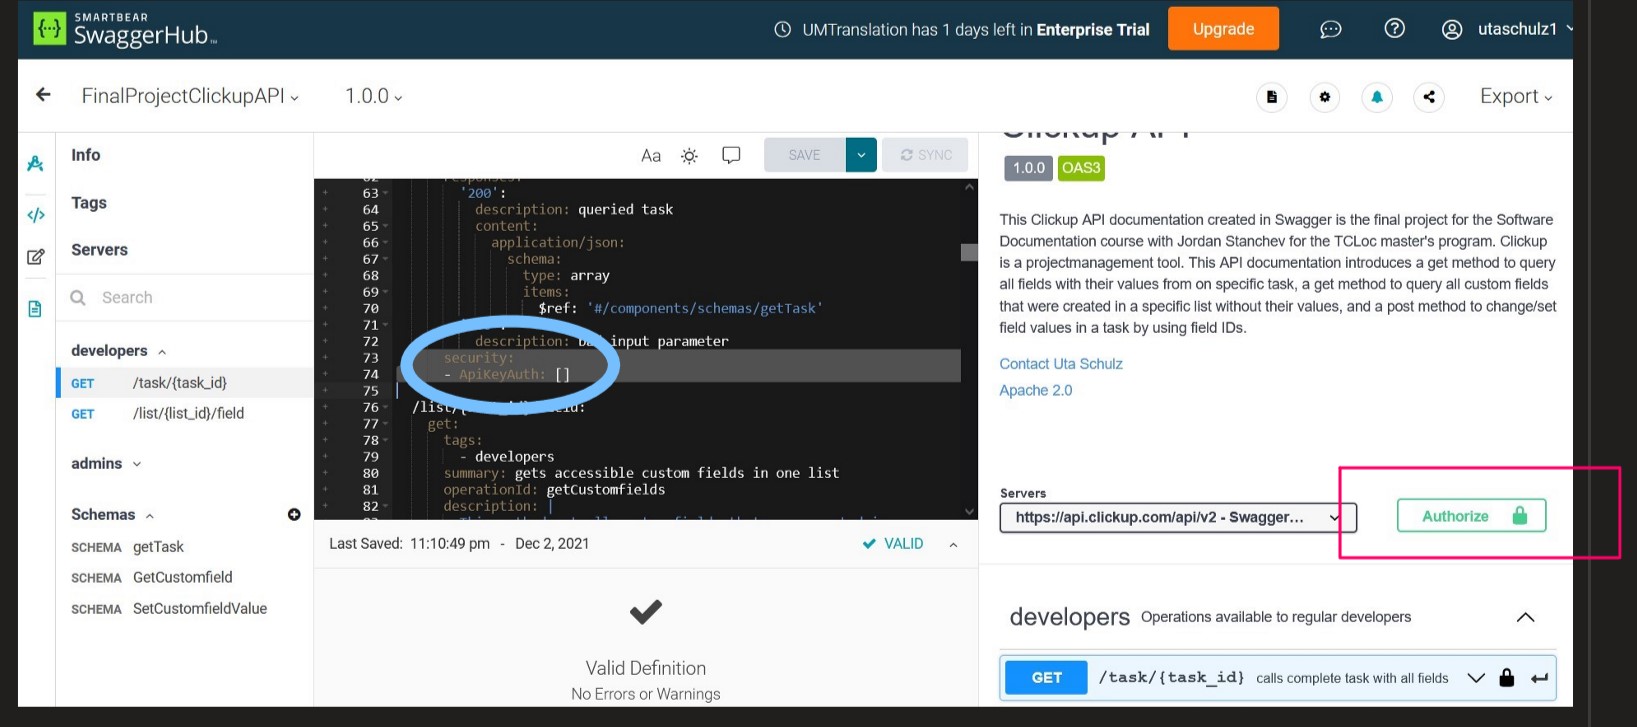 SMARTBEAR
SwaggerHub
UMTranslation has 1 days left in Enterprise Trial
Upgrade
utaschulz1
FinalProjectClickupAPI
1.0.0
Export
Info
Tags
Servers
Search
developers
GET /task/{task_id}
GET /list/{list_id}/field
admins
Schemas
SCHEMA getTask
SCHEMA GetCustomfield
SCHEMA SetCustomfieldValue
Aa
SAVE
SYNC
62 responses:
63 '200':
64 description: queried task
65 content:
66 application/json:
67 schema:
68 type: array
69 items:
70 $ref: '#/components/schemas/getTask'
71
72 description: input parameter
73 security:
74 - ApiKeyAuth: []
75
76 /list/
77 get:
78 tags:
79 - developers
80 summary: gets accessible custom fields in one list
81 operationId: getCustomfields
82 description: |
Last Saved: 11:10:49 pm - Dec 2, 2021
VALID
Valid Definition
No Errors or Warnings
Clickup API
1.0.0 OAS3
This Clickup API documentation created in Swagger is the final project for the Software
Documentation course with Jordan Stanchev for the TCLoc master's program. Clickup
is a projectmanagement tool. This API documentation introduces a get method to query
all fields with their values from on specific task, a get method to query all custom fields
that were created in a specific list without their values, and a post method to change/set
field values in a task by using field IDs.
Contact Uta Schulz
Apache 2.0
Servers
https://api.clickup.com/api/v2 - Swagger...
Authorize
developers Operations available to regular developers
GET /task/{task_id} calls complete task with all fields